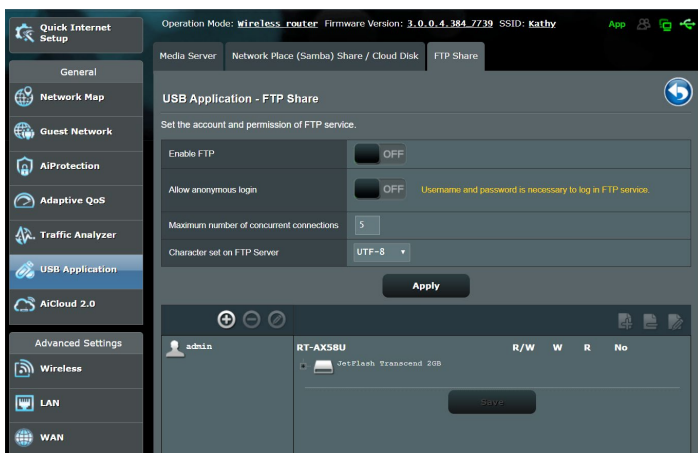 Quick Internet Setup
Operation Mode: Wireless router Firmware Version: 3.0.0.4.384_7739 SSID: Kathy
App
Media Server
Network Place (Samba) Share / Cloud Disk
FTP Share
General
Network Map
Guest Network
AiProtection
Adaptive QoS
Traffic Analyzer
USB Application
AiCloud 2.0
Advanced Settings
Wireless
LAN
WAN
USB Application - FTP Share
Set the account and permission of FTP service.
Enable FTP
OFF
Allow anonymous login
OFF
Username and password is necessary to log in FTP service.
Maximum number of concurrent connections
5
Character set on FTP Server
UTF-8
Apply
admin
RT-AX58U
R/W W R No
JetFlash Transcend 2GB
Save